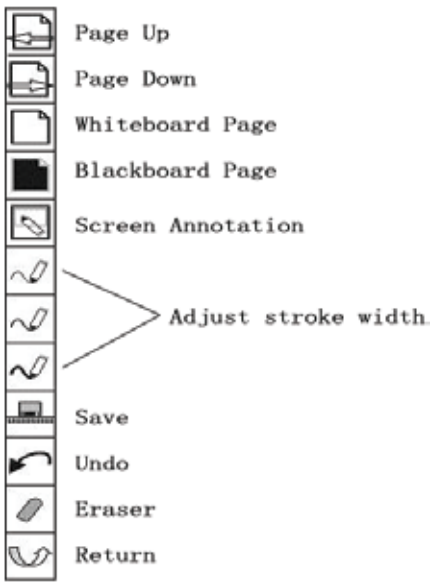 Page Up
Page Down
Whiteboard Page
Blackboard Page
Screen Annotation
Adjust stroke width
Save
Undo
Eraser
Return